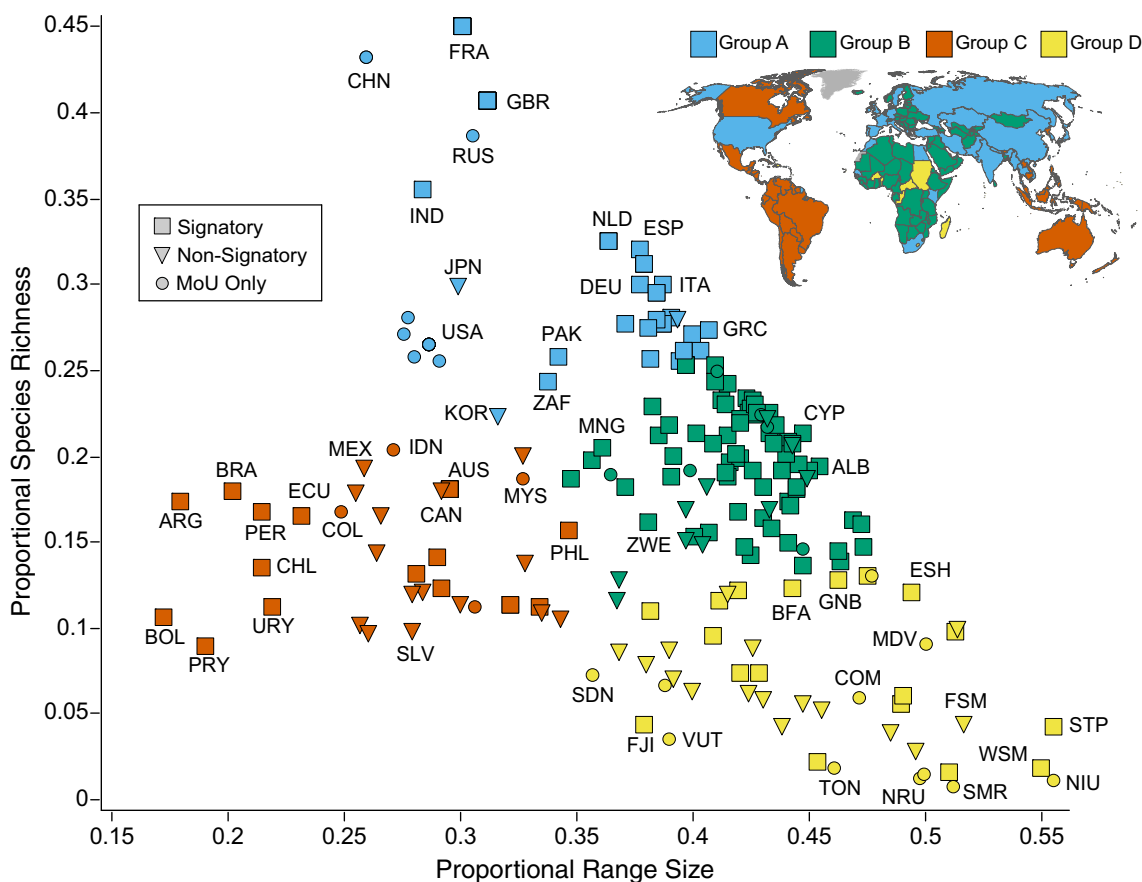 Group A Group B Group C Group D
Signatory
Non-Signatory
MoU Only
Proportional Species Richness
0.45
0.4
0.35
0.3
0.25
0.2
0.15
0.1
0.05
0
FRA
CHN
GBR
RUS
IND
NLD
ESP
JPN
DEU
ITA
USA
PAK
GRC
ZAF
KOR
CYP
MNG
MEX
IDN
AUS
ALB
BRA
ECU
MYS
ARG
PER
COL
CAN
PHL
ZWE
CHL
ESH
BFA
GNB
BOL
URY
SLV
PRY
MDV
SDN
COM
FSM
FJI
VUT
WSM
STP
TON
NRU
SMR
NIU
0.15 0.2 0.25 0.3 0.35 0.4 0.45 0.5 0.55
Proportional Range Size